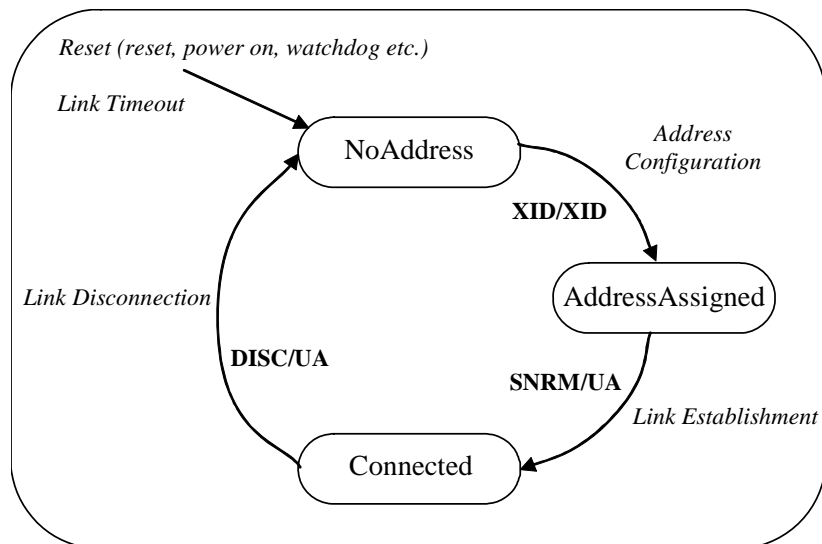 Reset (reset, power on, watchdog etc.)
Link Timeout
NoAddress
Address
Configuration
XID/XID
AddressAssigned
Link Disconnection
DISC/UA
SNRM/UA
Link Establishment
Connected